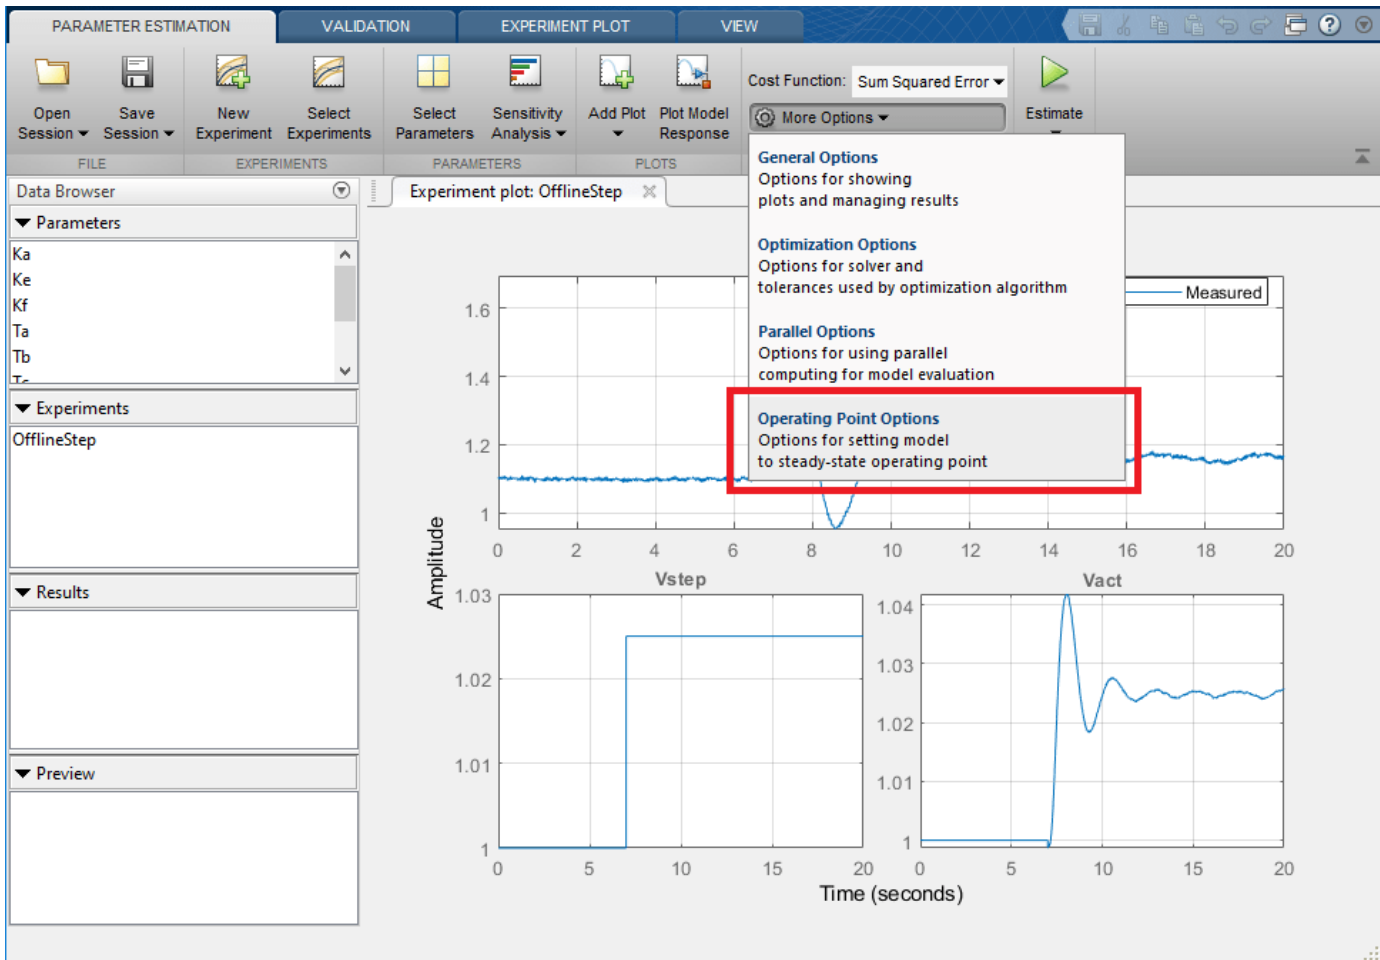 PARAMETER ESTIMATION
VALIDATION
EXPERIMENT PLOT
VIEW
Open
Session
Save
Session
New
Experiment
Select
Experiments
Select
Parameters
Sensitivity
Analysis
Add Plot
Plot Model
Response
Cost Function: Sum Squared Error
More Options
Estimate
FILE
EXPERIMENTS
PARAMETERS
PLOTS
General Options
Options for showing
plots and managing results
Optimization Options
Options for solver and
tolerances used by optimization algorithm
Parallel Options
Options for using parallel
computing for model evaluation
Operating Point Options
Options for setting model
to steady-state operating point
Data Browser
Parameters
Ka
Ke
Kf
Ta
Tb
Tc
Experiments
OfflineStep
Results
Preview
Experiment plot: OfflineStep
Measured
1.6
1.4
1.2
1
0 2 4 6 8 10 12 14 16 18 20
Amplitude
Vstep
1.03
1.02
1.01
1
0 5 10 15 20
Vact
1.04
1.03
1.02
1.01
1
0 5 10 15 20
Time (seconds)